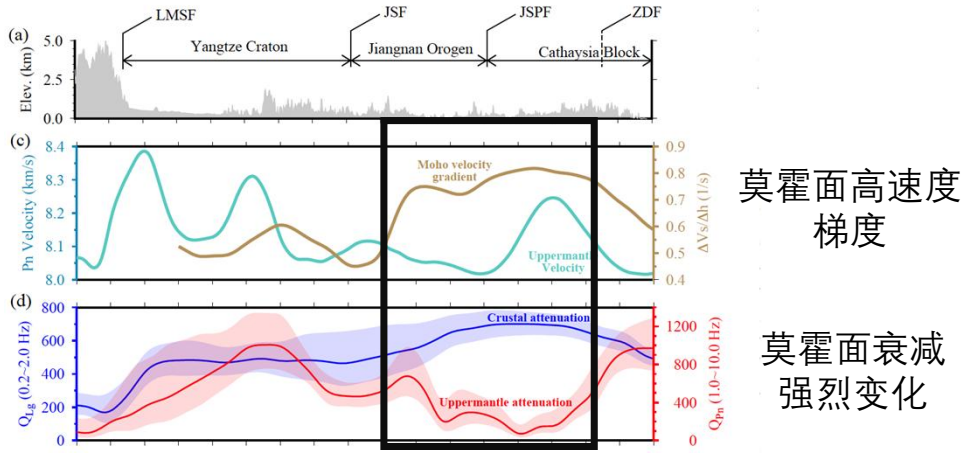 LMSF
JSF
JSPF
ZDF
(a)
Yangtze Craton
Jiangnan Orogen
Cathaysia Block
Elev. (km)
5.0
2.5
0.0
(c)
Pn Velocity (km/s)
8.4
8.3
8.2
8.1
8.0
Moho velocity
gradient
Uppermantle
Velocity
0.9
0.8
0.7
0.6
0.5
0.4
ΔVs/Δh (1/s)
莫霍面高速度
梯度
(d)
QLg (0.2~2.0 Hz)
800
600
400
200
0
Crustal attenuation
Uppermantle attenuation
1200
800
400
0
QPn (1.0~10.0 Hz)
莫霍面衰减
强烈变化